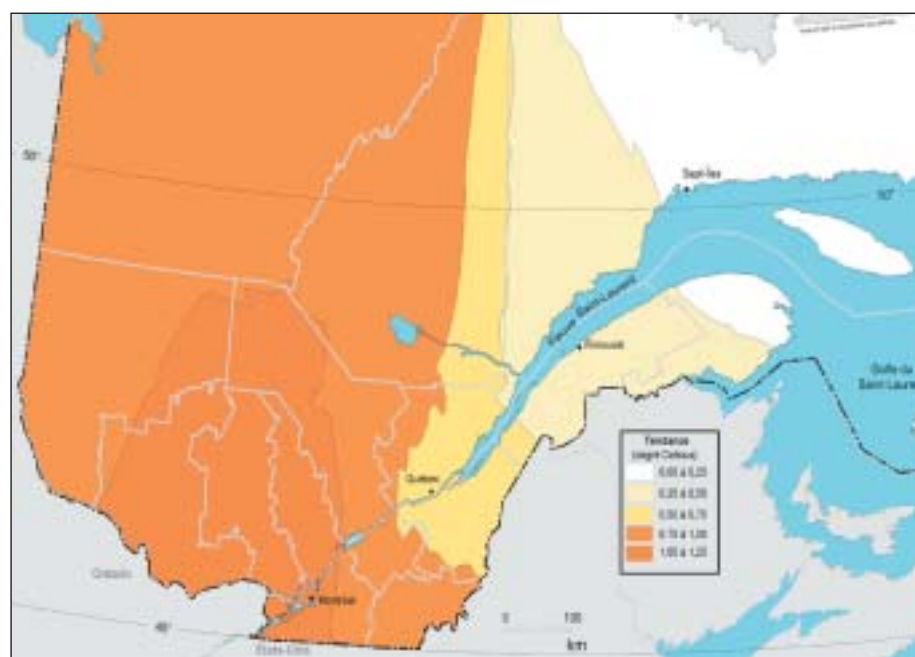 50°
Sept-Îles
50°
Fleuve Saint-Laurent
Rimouski
Golfe du
Saint-Laurent
Tendance
(degré Celsius)
0,00 à 0,25
0,25 à 0,50
0,50 à 0,75
0,75 à 1,00
1,00 à 1,25
Québec
Ontario
Montréal
0 100
km
États-Unis